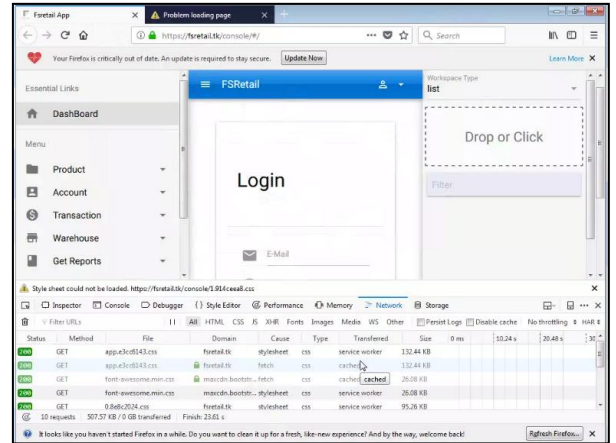 Fsretail App
Problem loading page
https://fsretail.tk/console/#/
Search
Your Firefox is critically out of date. An update is required to stay secure.
Update Now
Learn More
Essential Links
DashBoard
Menu
Product
Account
Transaction
Warehouse
Get Reports
FSRetail
Login
E-Mail
Workspace Type
list
Drop or Click
Filter
Style sheet could not be loaded. https://fsretail.tk/console/1.914ceea8.css
Inspector Console Debugger Style Editor Performance Memory Network Storage
Filter URLs All HTML CSS JS XHR Fonts Images Media WS Other Persist Logs Disable cache No throttling HAR
Status Method File Domain Cause Type Transferred Size 0 ms 10.24 s 20.48 s
200 GET app.e3cd6143.css fsretail.tk stylesheet css service worker 132.44 KB
200 GET app.e3cd6143.css fsretail.tk fetch css cached 132.44 KB
200 GET font-awesome.min.css maxcdn.bootstr... fetch css cached 26.08 KB
cached
200 GET font-awesome.min.css maxcdn.bootstr... stylesheet css service worker 26.08 KB
200 GET 0.8e8c2024.css fsretail.tk stylesheet css service worker 95.26 KB
10 requests 507.57 KB / 0 GB transferred Finish: 23.61 s
It looks like you haven't started Firefox in a while. Do you want to clean it up for a fresh, like-new experience? And by the way, welcome back!
Refresh Firefox...